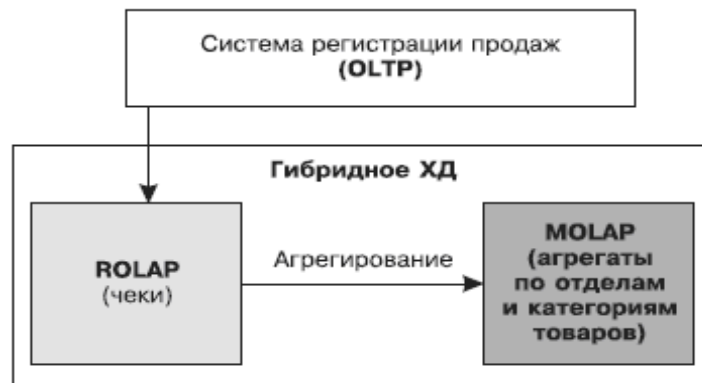 Система регистрации продаж
(OLTP)
Гибридное ХД
ROLAP
(чеки)
Агрегирование
MOLAP
(агрегаты
по отделам
и категориям
товаров)